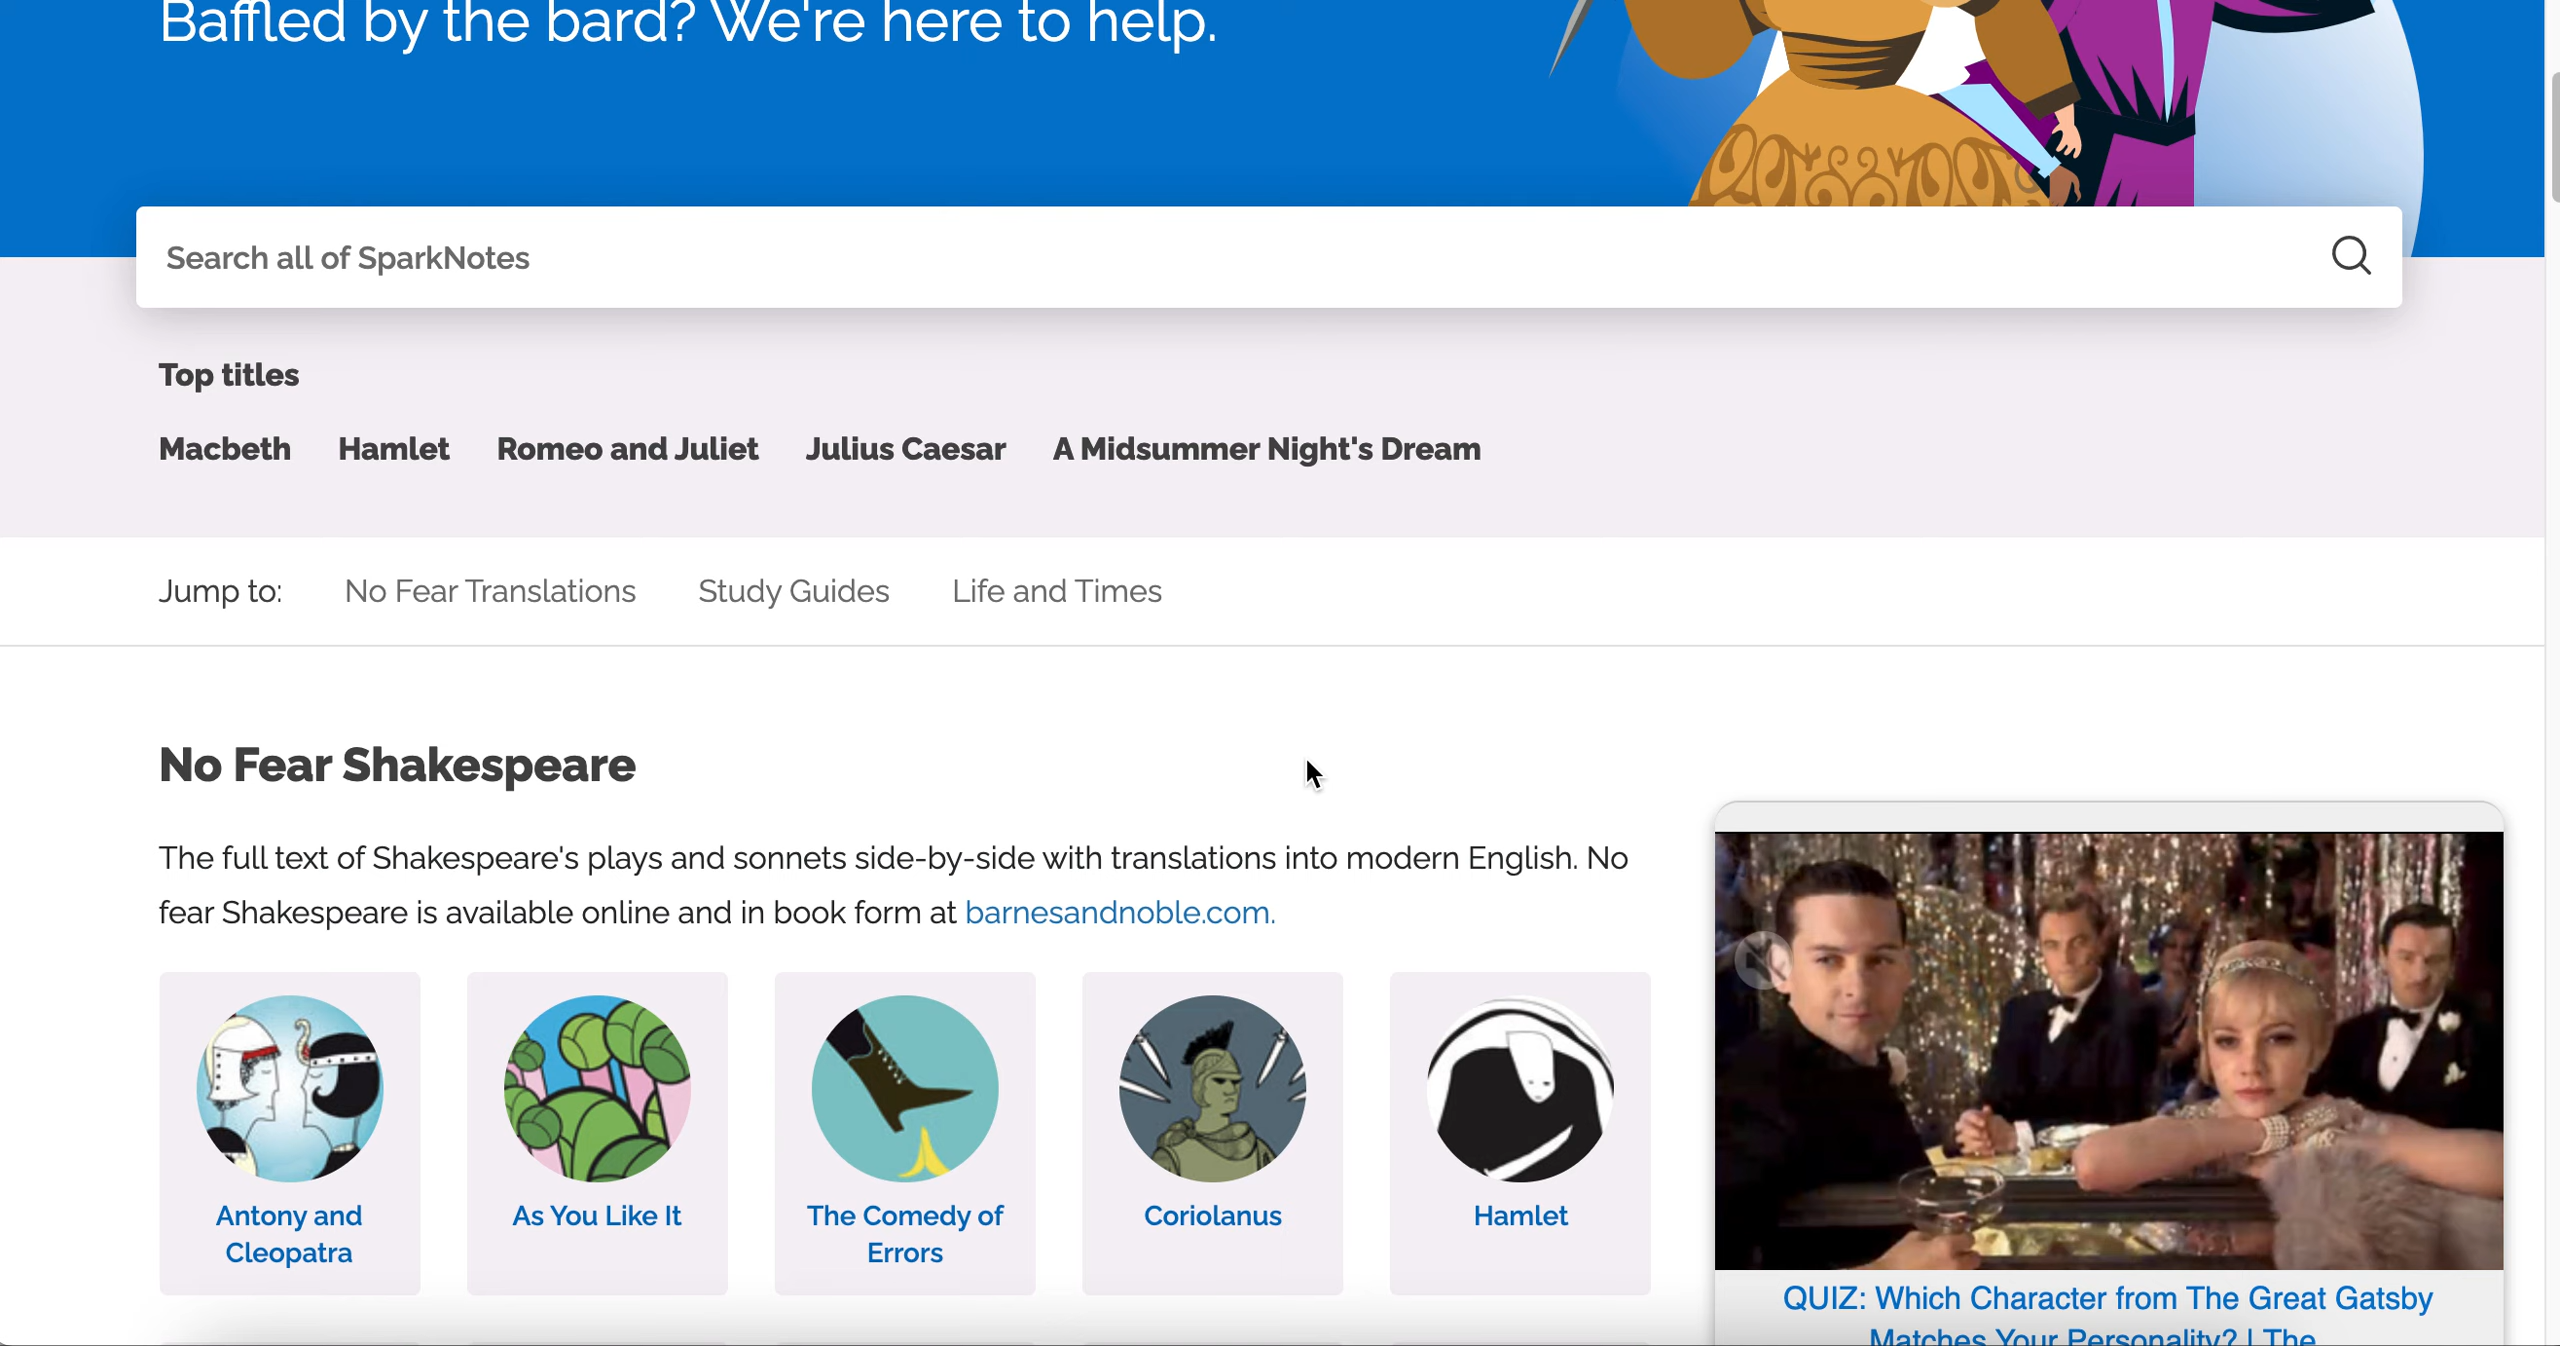 Baffled by the bard? We're here to help.
Search all of SparkNotes
Top titles
Macbeth Hamlet Romeo and Juliet Julius Caesar A Midsummer Night's Dream
Jump to: No Fear Translations Study Guides Life and Times
No Fear Shakespeare
The full text of Shakespeare's plays and sonnets side-by-side with translations into modern English. No
fear Shakespeare is available online and in book form at barnesandnoble.com.
Antony and
Cleopatra
As You Like It
The Comedy of
Errors
Coriolanus
Hamlet
QUIZ: Which Character from The Great Gatsby
Matches Your Personality? | The